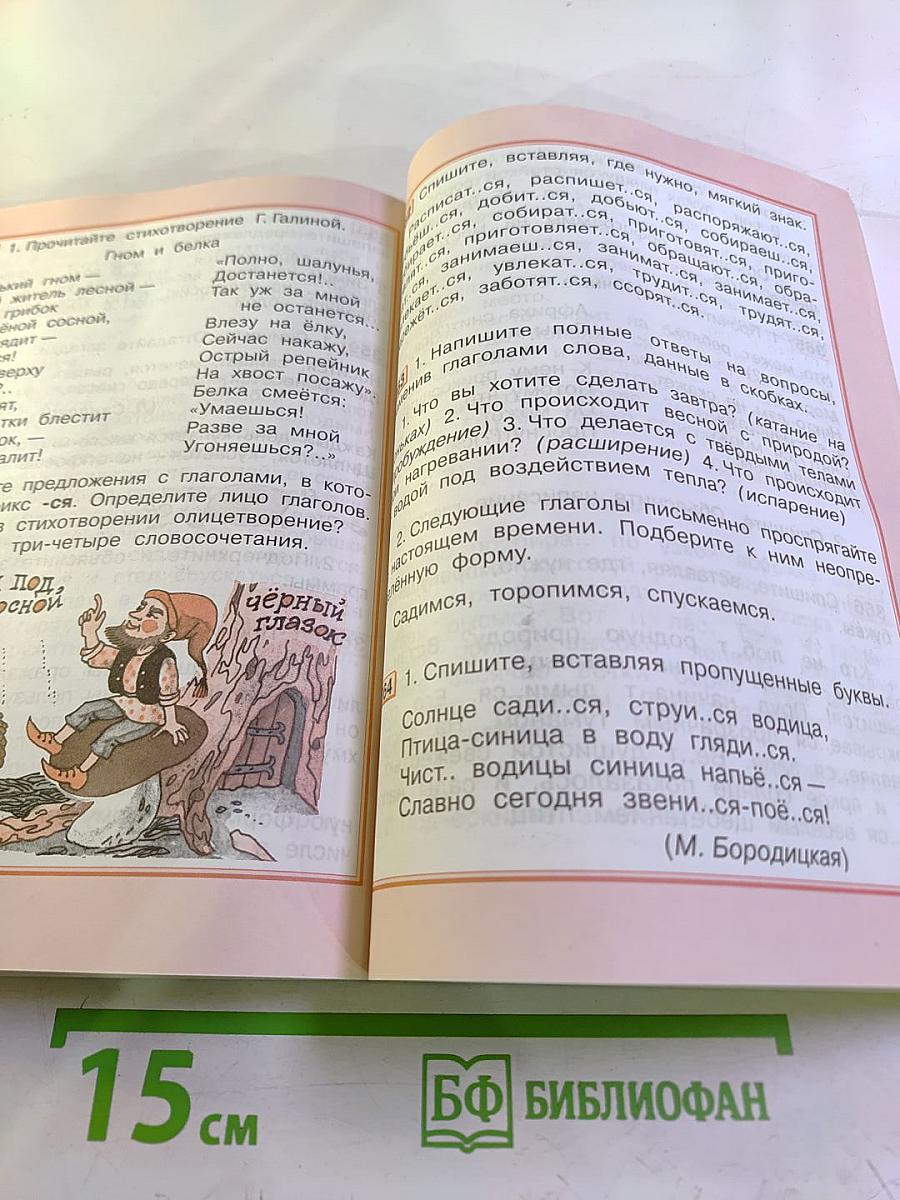 1. Прочитайте стихотворение Г. Галиной.
Гном и белка
гном —
житель лесной —
грибок
сосной,
«Полно, шалунья,
Достанется!..
Так уж за мной
не останется...
Влезу на ёлку,
Сейчас накажу,
Острый репейник
На хвост посажу».
Белка смеётся:
«Умаешься!
Разве за мной
Угоняешься?..»
блестит
предложения с глаголами, в кото-
-ся. Определите лицо глаголов.
в стихотворении олицетворение?
три-четыре словосочетания.
под
чёрный
глазок
Спишите, вставляя, где нужно, мягкий знак.
Расписат..ся, распишет..ся, распоряжают..ся,
добит..ся, добьют..ся, собираеш..ся,
собират..ся, приготовят..ся, приго-
приготовляет..ся, обращают..ся, обра-
занимаеш..ся, занимат..ся, занимает..ся,
увлекат..ся, трудит..ся, трудят..ся,
заботят..ся, ссорят..ся.
1. Напишите полные ответы на вопросы,
глаголами слова, данные в скобках.
1. Что вы хотите сделать завтра? (катание на
2. Что происходит весной с природой?
3. Что делается с твёрдыми телами
нагревании? (расширение) 4. Что происходит
водой под воздействием тепла? (испарение)
2. Следующие глаголы письменно проспрягайте
настоящем времени. Подберите к ним неопре-
форму.
Садимся, торопимся, спускаемся.
1. Спишите, вставляя пропущенные буквы.
Солнце сади..ся, струи..ся водица,
Птица-синица в воду гляди..ся.
Чист.. водицы синица напьё..ся —
Славно сегодня звени..ся-поё..ся!
(М. Бородицкая)
15 см
БФ БИБЛИОФАН